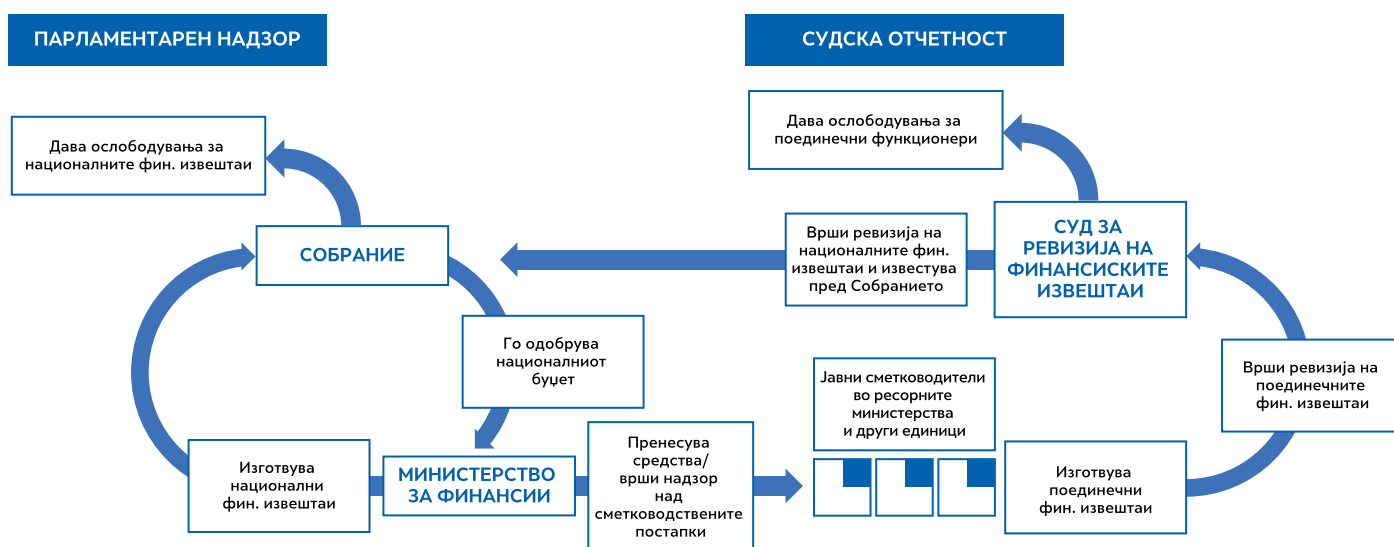 ПАРЛАМЕНТАРЕН НАДЗОР
СУДСКА ОТЧЕТНОСТ
Дава ослободувања за
националните фин. извештаи
Дава ослободувања за
поединечни функционери
СОБРАНИЕ
Врши ревизија на
националните фин.
извештаи и известува
пред Собранието
СУД ЗА
РЕВИЗИЈА НА
ФИНАНСИСКИТЕ
ИЗВЕШТАИ
Го одобрува
националниот
буџет
Јавни сметководители
во ресорните
министерства
и други единици
Врши ревизија на
поединечните
фин. извештаи
Изготвува
национални
фин. извештаи
МИНИСТЕРСТВО
ЗА ФИНАНСИИ
Пренесува
средства/
врши надзор
над
сметководствените
постапки
Изготвува
поединечни
фин. извештаи